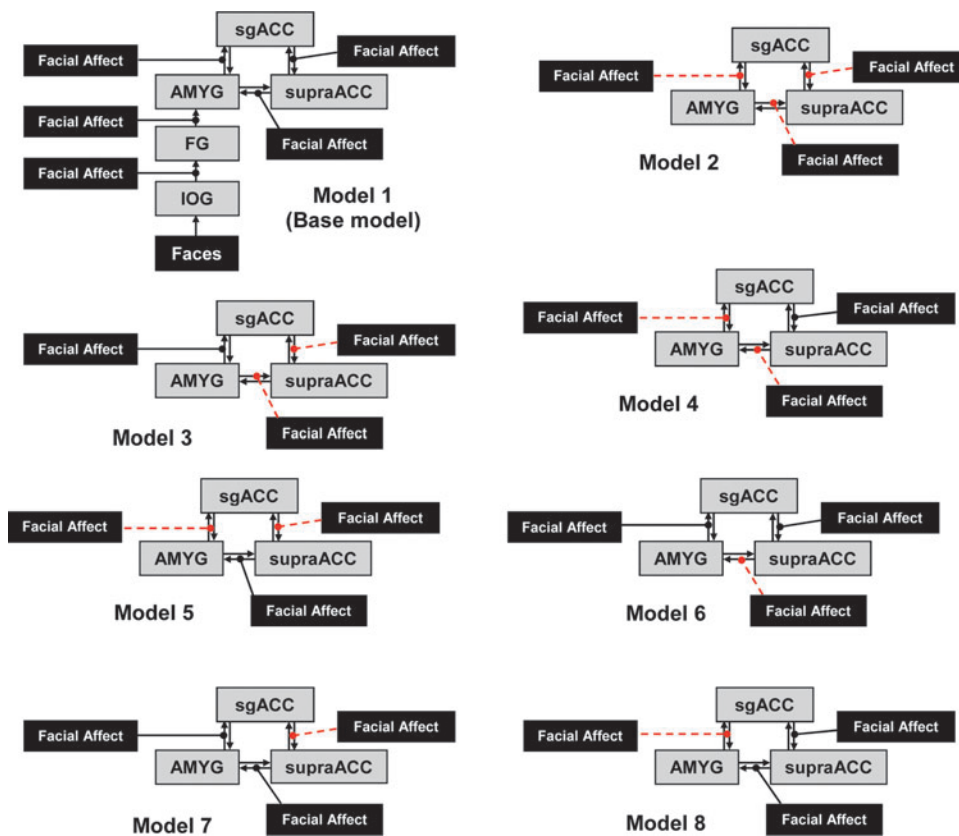 sgACC
Facial Affect
Facial Affect
AMYG
supraACC
Facial Affect
FG
Facial Affect
Facial Affect
IOG
Model 1
(Base model)
Faces
sgACC
Facial Affect
Facial Affect
AMYG
supraACC
Facial Affect
Model 2
sgACC
Facial Affect
Facial Affect
AMYG
supraACC
Facial Affect
Model 3
sgACC
Facial Affect
Facial Affect
AMYG
supraACC
Facial Affect
Model 4
sgACC
Facial Affect
Facial Affect
AMYG
supraACC
Facial Affect
Model 5
sgACC
Facial Affect
Facial Affect
AMYG
supraACC
Facial Affect
Model 6
sgACC
Facial Affect
Facial Affect
AMYG
supraACC
Facial Affect
Model 7
sgACC
Facial Affect
Facial Affect
AMYG
supraACC
Facial Affect
Model 8